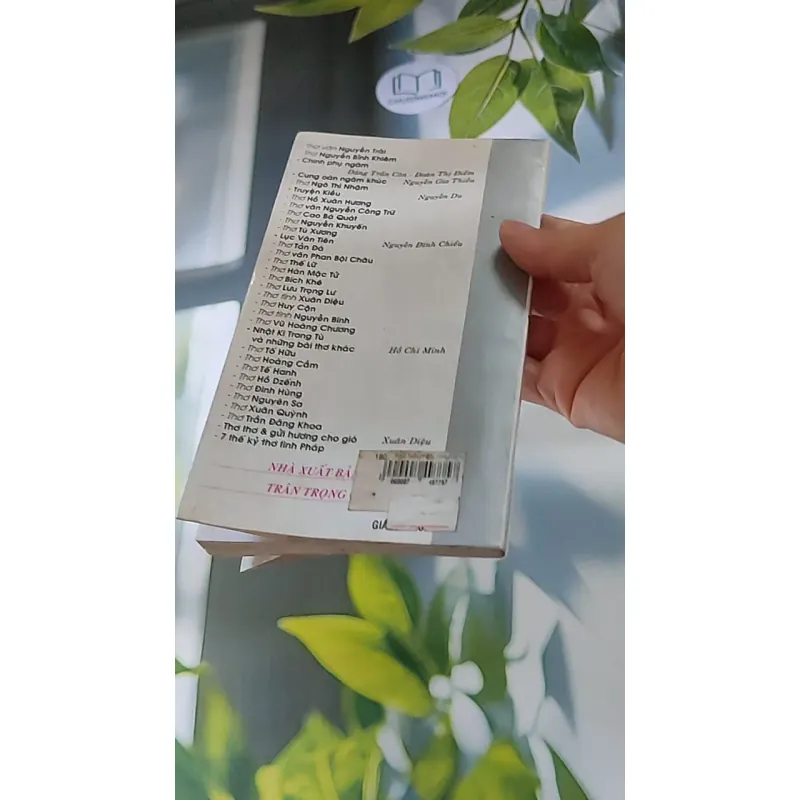 Thơ văn Nguyễn Trãi
Thơ Nguyễn Bỉnh Khiêm
- Chinh phụ ngâm
Đặng Trần Côn - Đoàn Thị Điểm
- Cung oán ngâm khúc Nguyễn Gia Thiều
- Thơ Ngô Thì Nhậm
- Truyện Kiều Nguyễn Du
- Thơ Hồ Xuân Hương
- Thơ văn Nguyễn Công Trứ
- Thơ Cao Bá Quát
- Thơ Nguyễn Khuyến
- Thơ Tú Xương
- Lục Vân Tiên Nguyễn Đình Chiểu
- Thơ Tản Đà
- Thơ văn Phan Bội Châu
- Thơ Thế Lữ
- Thơ Hàn Mặc Tử
- Thơ Bích Khê
- Thơ Lưu Trọng Lư
- Thơ tình Xuân Diệu
- Thơ Huy Cận
- Thơ tình Nguyễn Bính
- Thơ Vũ Hoàng Chương
- Nhật Kí Trong Tù
và những bài thơ khác Hồ Chí Minh
- Thơ Tố Hữu
- Thơ Hoàng Cầm
- Thơ Tế Hanh
- Thơ Hồ Dzếnh
- Thơ Đinh Hùng
- Thơ Nguyên Sa
- Thơ Xuân Quỳnh
- Thơ Trần Đăng Khoa
- Thơ thơ & gửi hương cho gió Xuân Diệu
- 7 thế kỷ thơ tình Pháp
NHÀ XUẤT BẢ
TRÂN TRỌNG